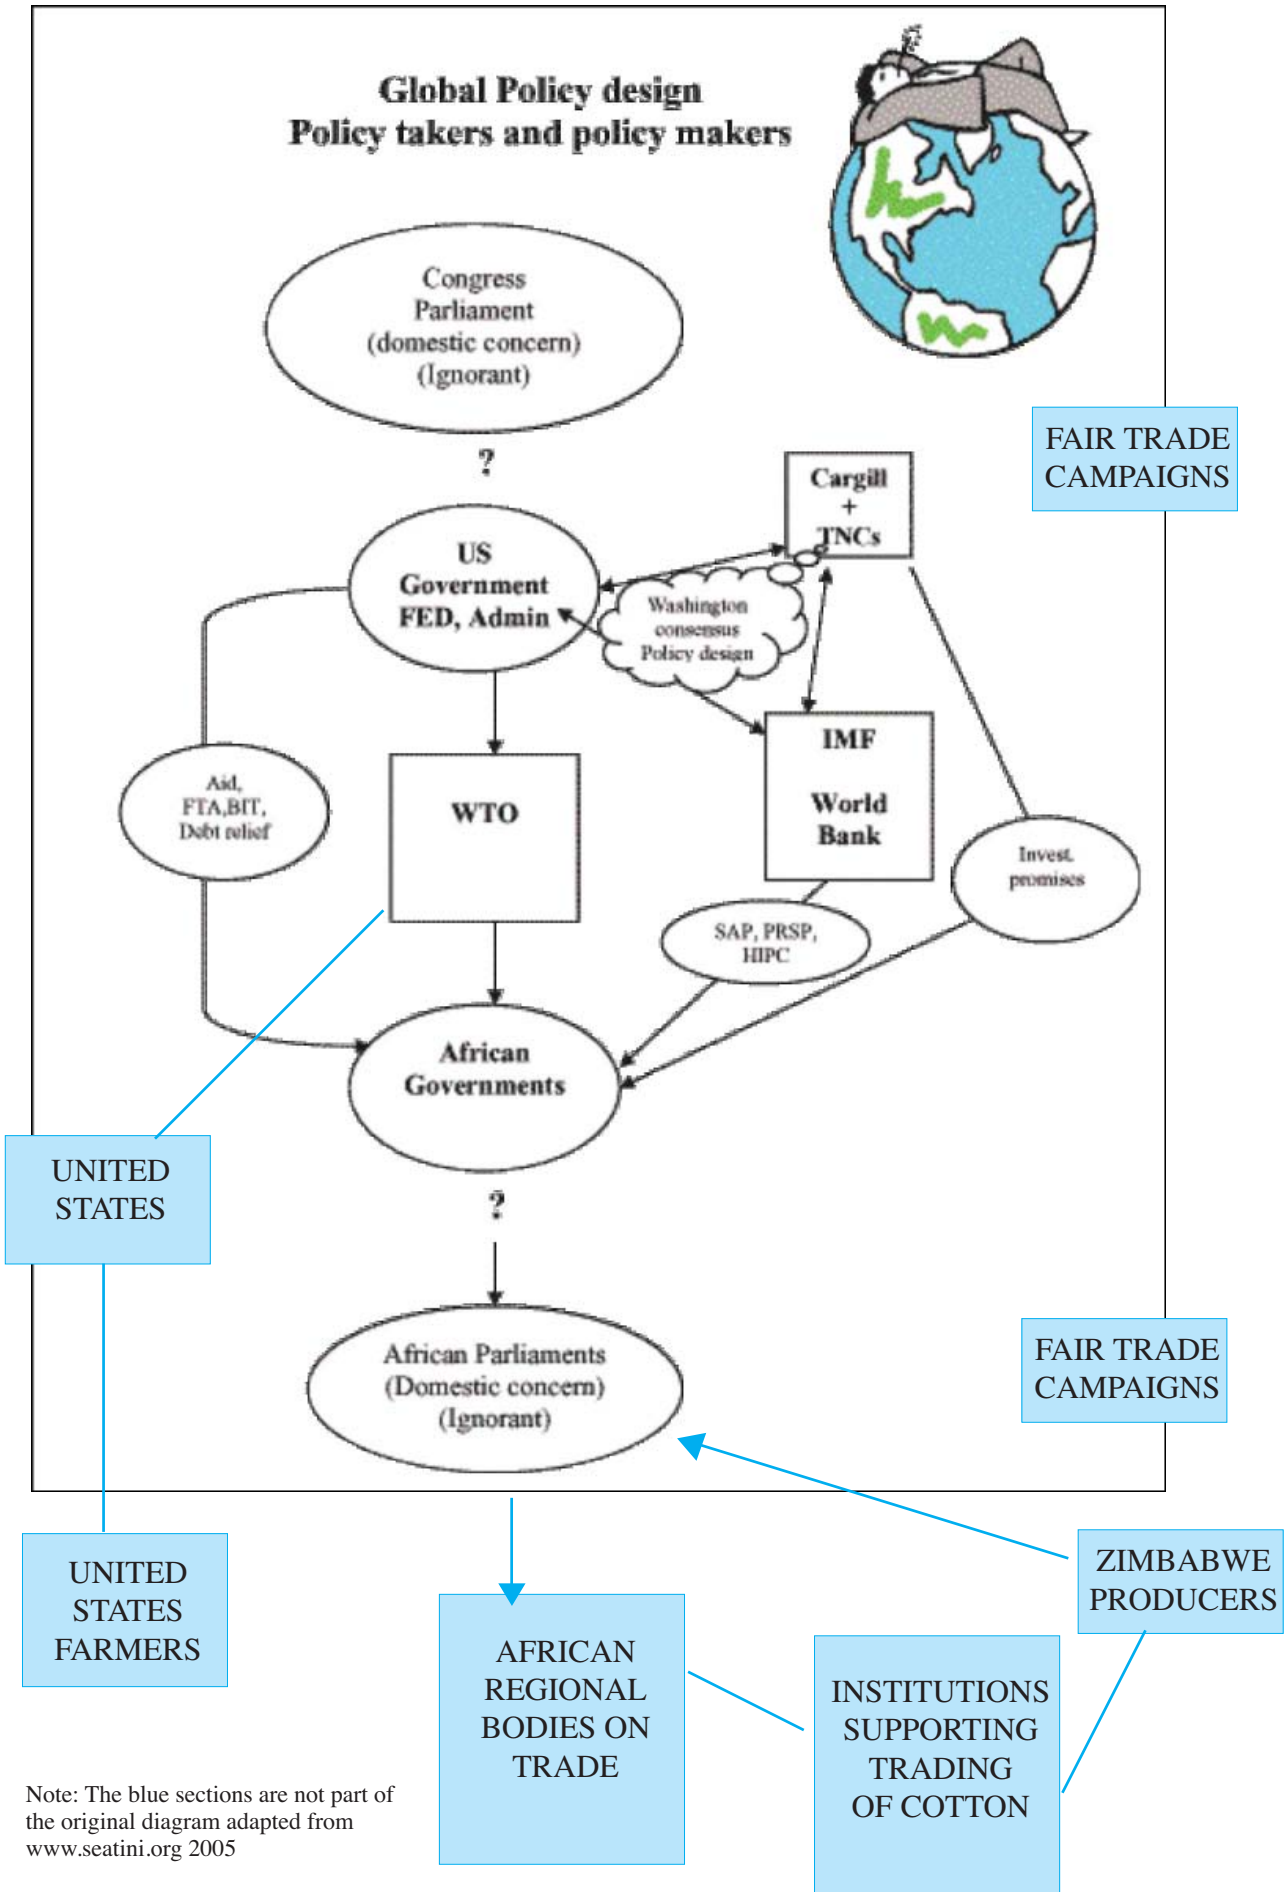 Global Policy design
Policy takers and policy makers
Congress
Parliament
(domestic concern)
(Ignorant)
FAIR TRADE
CAMPAIGNS
?
Cargill
+
TNCs
US
Government
FED, Admin
Washington
consensus
Policy design
IMF
World
Bank
Aid,
FTA,BIT,
Debt relief
WTO
Invest.
promises
SAP, PRSP,
HIPC
African
Governments
UNITED
STATES
?
African Parliaments
(Domestic concern)
(Ignorant)
FAIR TRADE
CAMPAIGNS
UNITED
STATES
FARMERS
ZIMBABWE
PRODUCERS
AFRICAN
REGIONAL
BODIES ON
TRADE
INSTITUTIONS
SUPPORTING
TRADING
OF COTTON
Note: The blue sections are not part of
the original diagram adapted from
www.seatini.org 2005